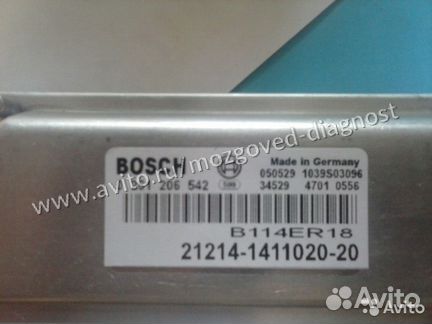 BOSCH
Made in Germany
050529 1039S03096
206 542
34529 4701 0556
B114ER18
21214-1411020-20
www.avito.ru/mozgoved-diagnost
Avito
Avito